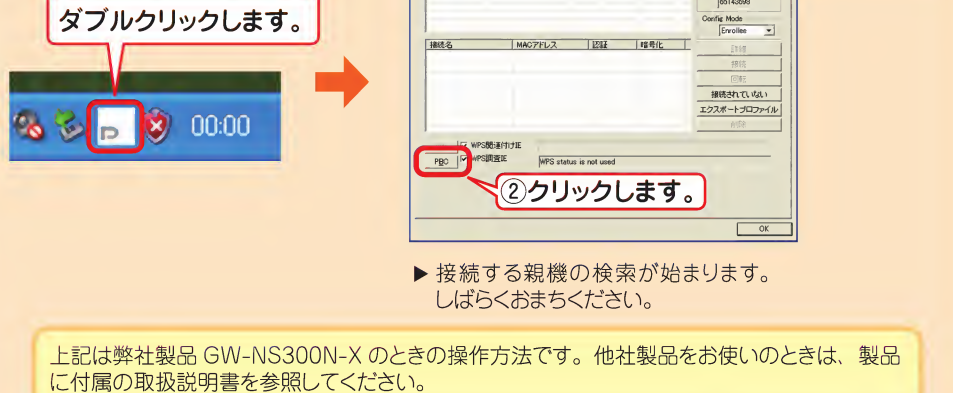 ダブルクリックします。
00:00
65143698
Config Mode
Enrollee
接続名 MACアドレス 認証 暗号化
詳細
接続
回転
接続されていない
エクスポートプロファイル
削除
WPS関連付けIE
PBC WPS調査IE WPS status is not used
②クリックします。
OK
▶ 接続する親機の検索が始まります。
しばらくおまちください。
上記は弊社製品 GW-NS300N-X のときの操作方法です。他社製品をお使いのときは、製品
に付属の取扱説明書を参照してください。